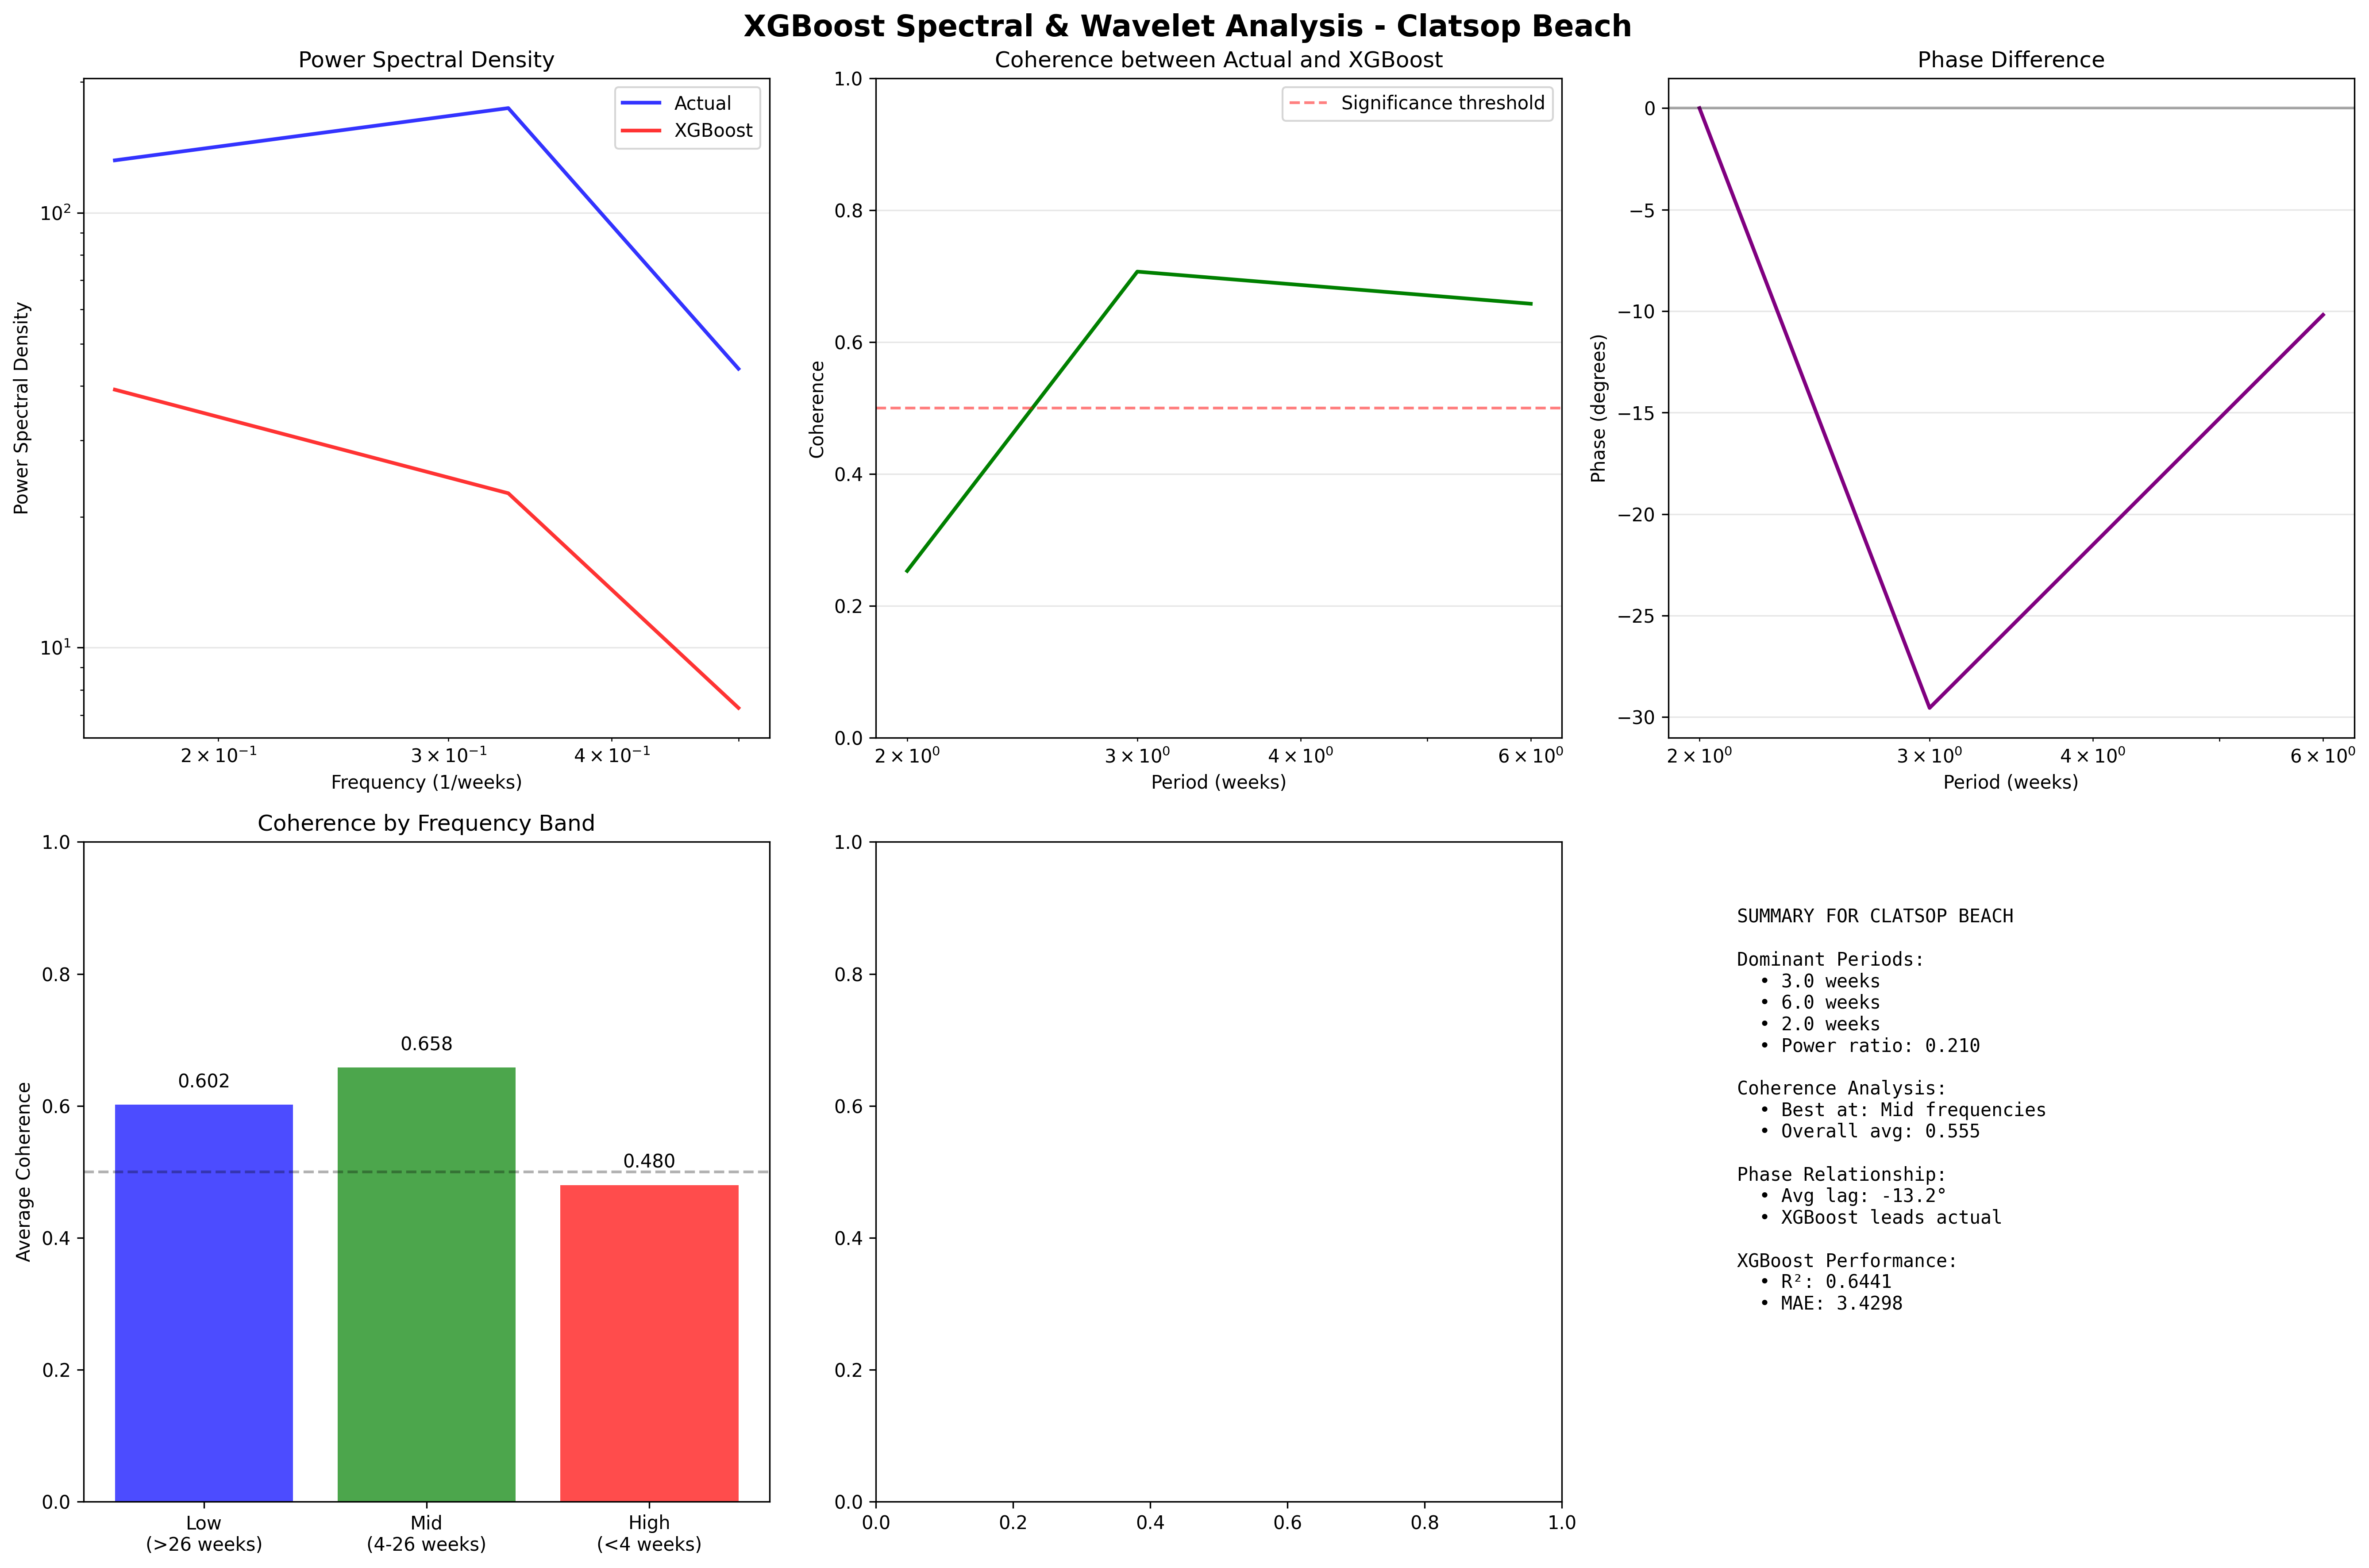 XGBoost Spectral & Wavelet Analysis - Clatsop Beach
Power Spectral Density
Actual
XGBoost
10²
10¹
Power Spectral Density
2 × 10⁻¹
3 × 10⁻¹
4 × 10⁻¹
Frequency (1/weeks)
Coherence between Actual and XGBoost
Significance threshold
1.0
0.8
0.6
0.4
0.2
0.0
Coherence
2 × 10⁰
3 × 10⁰
4 × 10⁰
6 × 10⁰
Period (weeks)
Phase Difference
0
−5
−10
−15
−20
−25
−30
Phase (degrees)
2 × 10⁰
3 × 10⁰
4 × 10⁰
6 × 10⁰
Period (weeks)
Coherence by Frequency Band
1.0
0.8
0.6
0.4
0.2
0.0
Average Coherence
0.602
0.658
0.480
Low
(>26 weeks)
Mid
(4-26 weeks)
High
(<4 weeks)
1.0
0.8
0.6
0.4
0.2
0.0
0.0
0.2
0.4
0.6
0.8
1.0
SUMMARY FOR CLATSOP BEACH
Dominant Periods:
• 3.0 weeks
• 6.0 weeks
• 2.0 weeks
• Power ratio: 0.210
Coherence Analysis:
• Best at: Mid frequencies
• Overall avg: 0.555
Phase Relationship:
• Avg lag: -13.2°
• XGBoost leads actual
XGBoost Performance:
• R²: 0.6441
• MAE: 3.4298